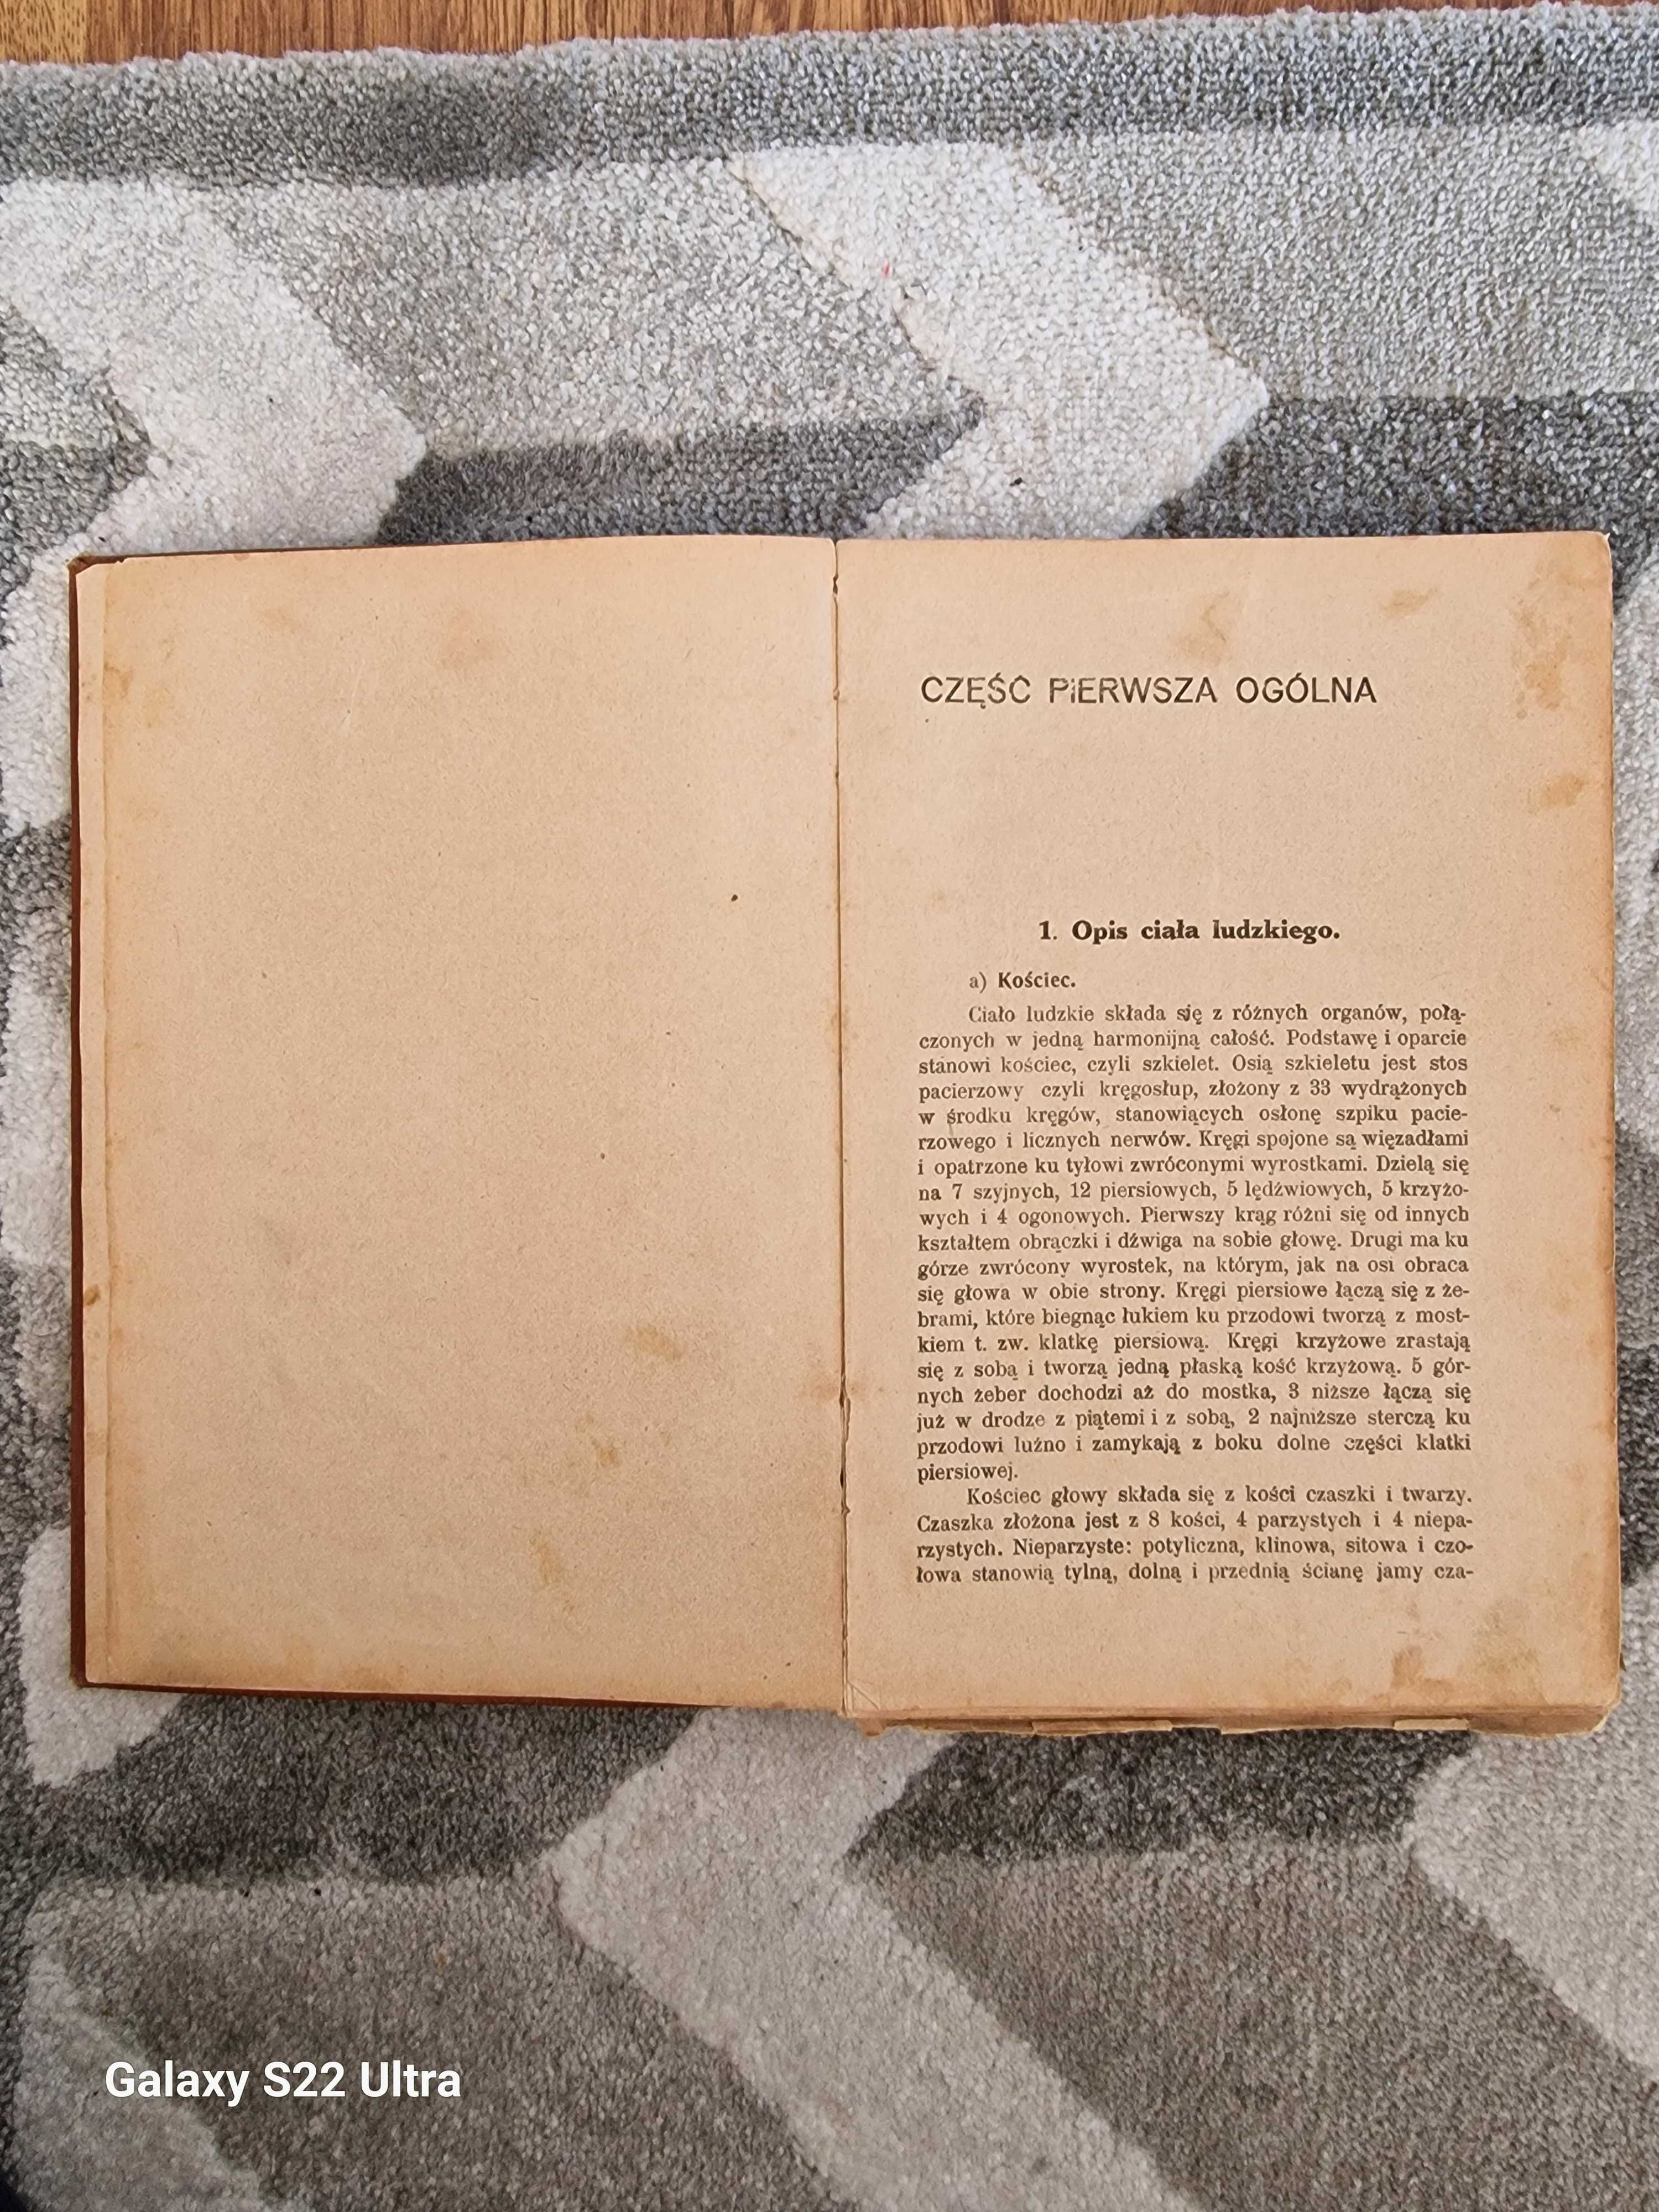 CZĘŚĆ PIERWSZA OGÓLNA
1. Opis ciała ludzkiego.
a) Kościec.
Ciało ludzkie składa się z różnych organów, połą-
czonych w jedną harmonijną całość. Podstawę i oparcie
stanowi kościec, czyli szkielet. Osią szkieletu jest stos
pacierzowy czyli kręgosłup, złożony z 33 wydrążonych
w środku kręgów, stanowiących osłonę szpiku pacie-
rzowego i licznych nerwów. Kręgi spojone są więzadłami
i opatrzone ku tyłowi zwróconymi wyrostkami. Dzielą się
na 7 szyjnych, 12 piersiowych, 5 lędźwiowych, 5 krzyżo-
wych i 4 ogonowych. Pierwszy krąg różni się od innych
kształtem obrączki i dźwiga na sobie głowę. Drugi ma ku
górze zwrócony wyrostek, na którym, jak na osi obraca
się głowa w obie strony. Kręgi piersiowe łączą się z że-
brami, które biegnąc łukiem ku przodowi tworzą z most-
kiem t. zw. klatkę piersiową. Kręgi krzyżowe zrastają
się z sobą i tworzą jedną płaską kość krzyżową. 5 gór-
nych żeber dochodzi aż do mostka, 3 niższe łączą się
już w drodze z piątemi i z sobą, 2 najniższe sterczą ku
przodowi luźno i zamykają z boku dolne części klatki
piersiowej.
Kościec głowy składa się z kości czaszki i twarzy.
Czaszka złożona jest z 8 kości, 4 parzystych i 4 niepa-
rzystych. Nieparzyste: potyliczna, klinowa, sitowa i czo-
łowa stanowią tylną, dolną i przednią ścianę jamy cza-
Galaxy S22 Ultra